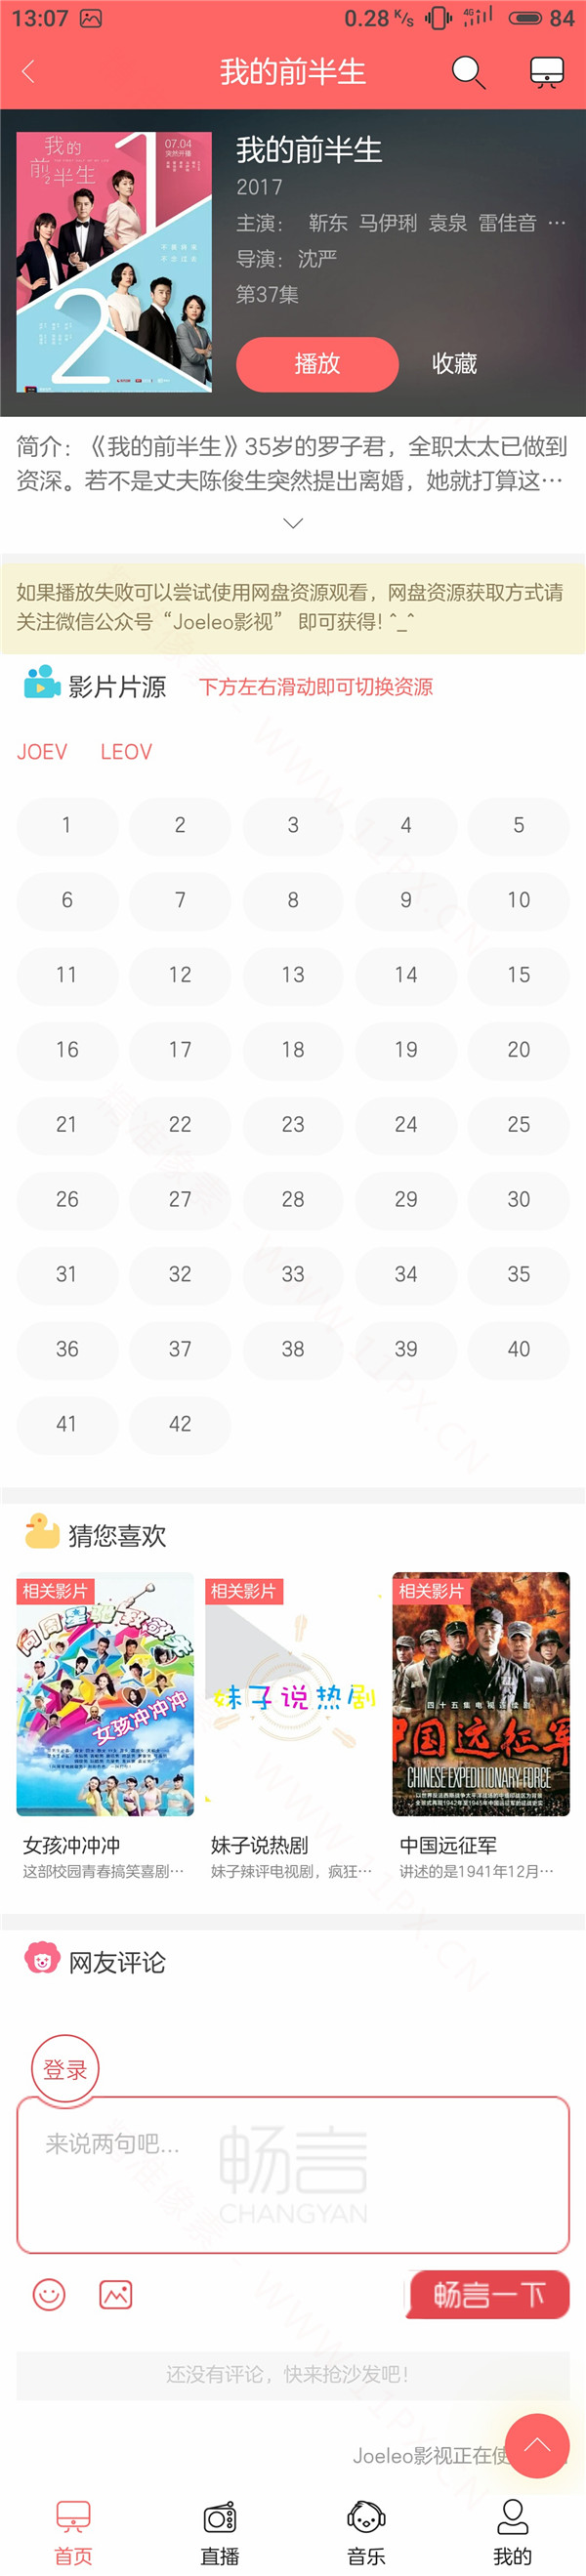 13:07 0.28 K/s 4G 84
我的前半生
我的
前半生
07.04
我的前半生
2017
主演： 靳东 马伊琍 袁泉 雷佳音 …
导演：沈严
第37集
播放 收藏
简介：《我的前半生》35岁的罗子君，全职太太已做到
资深。若不是丈夫陈俊生突然提出离婚，她就打算这…
如果播放失败可以尝试使用网盘资源观看，网盘资源获取方式请
关注微信公众号“Joeleo影视” 即可获得! ^_^
影片片源 下方左右滑动即可切换资源
JOEV LEOV
1 2 3 4 5
6 7 8 9 10
11 12 13 14 15
16 17 18 19 20
21 22 23 24 25
26 27 28 29 30
31 32 33 34 35
36 37 38 39 40
41 42
猜您喜欢
相关影片 相关影片 相关影片
女孩冲冲冲
妹子说热剧
四十五集电视连续剧
中国远征军
CHINESE EXPEDITIONARY FORCE
女孩冲冲冲 妹子说热剧 中国远征军
这部校园青春搞笑喜剧… 妹子辣评电视剧，疯狂… 讲述的是1941年12月…
网友评论
登录
来说两句吧...
畅言
CHANGYAN
畅言一下
还没有评论，快来抢沙发吧!
Joeleo影视正在使
首页 直播 音乐 我的
精准像素 - WWW.11PX.CN